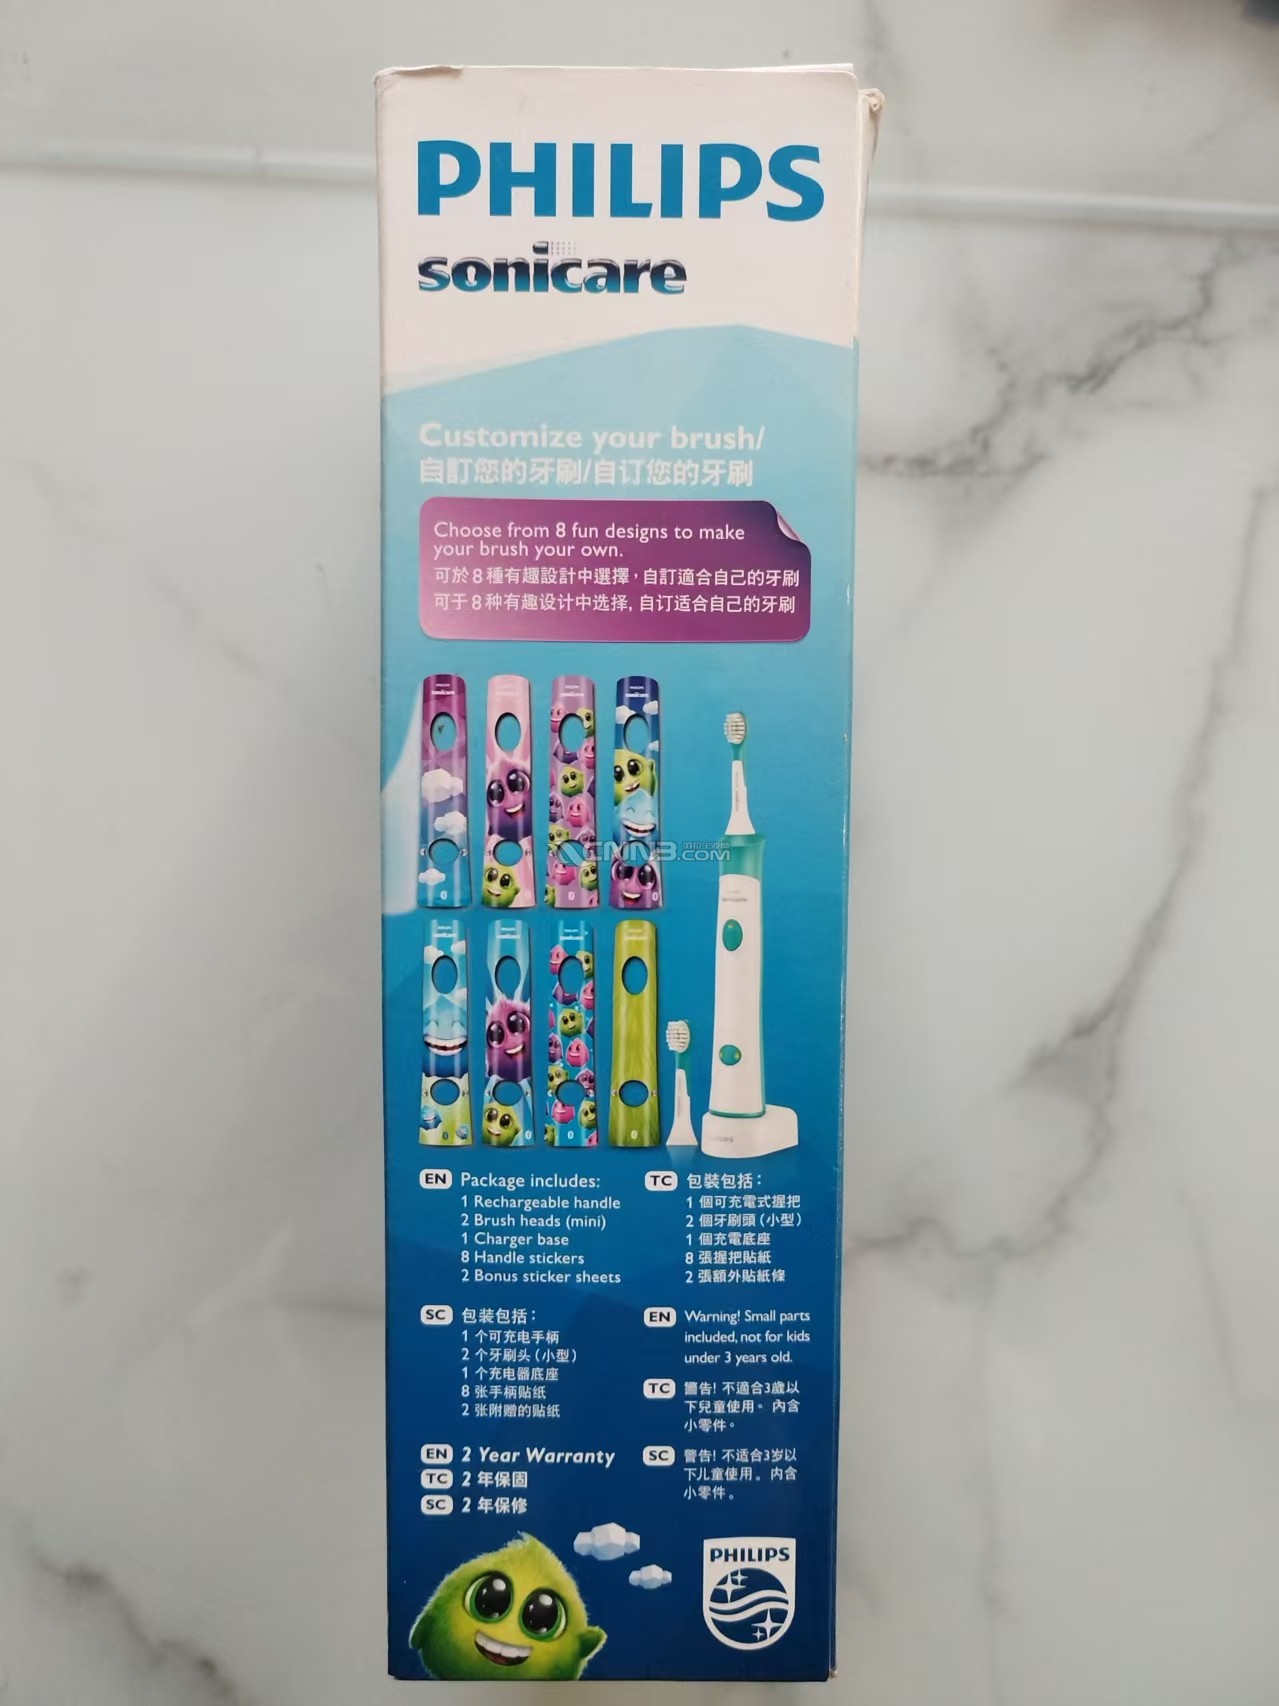 PHILIPS
sonicare
Customize your brush/
自訂您的牙刷/自订您的牙刷
Choose from 8 fun designs to make
your brush your own.
可於 8 種有趣設計中選擇，自訂適合自己的牙刷
可于 8 种有趣设计中选择, 自订适合自己的牙刷
CNNB.COM
EN Package includes:
1 Rechargeable handle
2 Brush heads (mini)
1 Charger base
8 Handle stickers
2 Bonus sticker sheets
TC 包裝包括：
1 個可充電式握把
2 個牙刷頭（小型）
1 個充電底座
8 張握把貼紙
2 張額外貼紙條
SC 包装包括：
1 个可充电手柄
2 个牙刷头（小型）
1 个充电器底座
8 张手柄贴纸
2 张附赠的贴纸
EN Warning! Small parts
included, not for kids
under 3 years old.
TC 警告! 不適合3歲以
下兒童使用。 內含
小零件。
SC 警告! 不适合3岁以
下儿童使用。内含
小零件。
EN 2 Year Warranty
TC 2 年保固
SC 2 年保修
PHILIPS